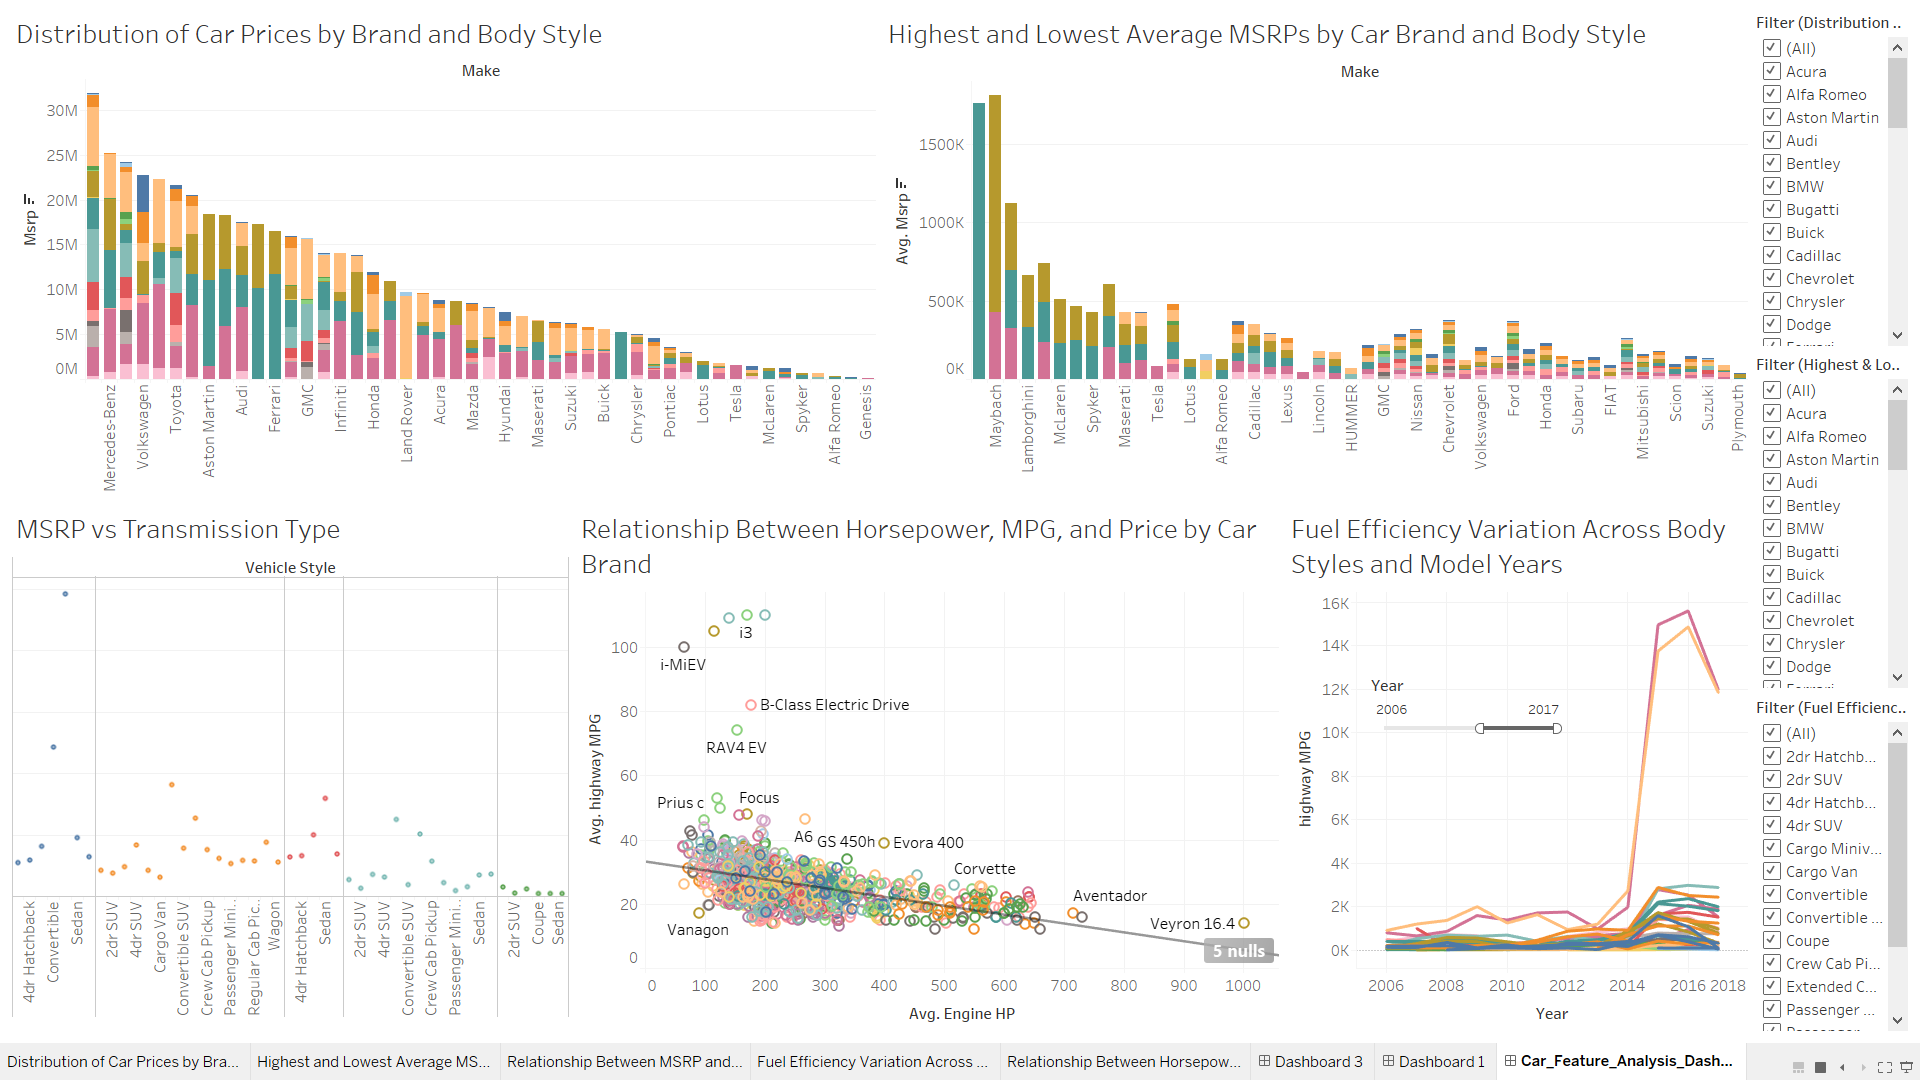 Distribution of Car Prices by Brand and Body Style
Make
Msrp
30M
25M
20M
15M
10M
5M
0M
Mercedes-Benz
Volkswagen
Toyota
Aston Martin
Audi
Ferrari
GMC
Infiniti
Honda
Land Rover
Acura
Mazda
Hyundai
Maserati
Suzuki
Buick
Chrysler
Pontiac
Lotus
Tesla
McLaren
Spyker
Alfa Romeo
Genesis
Highest and Lowest Average MSRPs by Car Brand and Body Style
Make
Avg. Msrp
1500K
1000K
500K
0K
Maybach
Lamborghini
McLaren
Spyker
Maserati
Tesla
Lotus
Alfa Romeo
Cadillac
Lexus
Lincoln
HUMMER
GMC
Nissan
Chevrolet
Volkswagen
Ford
Honda
Subaru
FIAT
Mitsubishi
Scion
Suzuki
Plymouth
Filter (Distribution ..
(All)
Acura
Alfa Romeo
Aston Martin
Audi
Bentley
BMW
Bugatti
Buick
Cadillac
Chevrolet
Chrysler
Dodge
Filter (Highest & Lo..
(All)
Acura
Alfa Romeo
Aston Martin
Audi
Bentley
BMW
Bugatti
Buick
Cadillac
Chevrolet
Chrysler
Dodge
Filter (Fuel Efficienc..
(All)
2dr Hatchb...
2dr SUV
4dr Hatchb...
4dr SUV
Cargo Miniv...
Cargo Van
Convertible
Convertible ...
Coupe
Crew Cab Pi...
Extended C...
Passenger ...
MSRP vs Transmission Type
Vehicle Style
4dr Hatchback
Convertible
Sedan
2dr SUV
4dr SUV
Cargo Van
Convertible SUV
Crew Cab Pickup
Passenger Mini..
Regular Cab Pic..
Wagon
4dr Hatchback
Sedan
2dr SUV
4dr SUV
Convertible SUV
Crew Cab Pickup
Passenger Mini..
Sedan
2dr SUV
Coupe
Sedan
Relationship Between Horsepower, MPG, and Price by Car
Brand
Avg. highway MPG
100
80
60
40
20
0
i3
i-MiEV
B-Class Electric Drive
RAV4 EV
Prius c
Focus
A6
GS 450h
Evora 400
Corvette
Aventador
Vanagon
Veyron 16.4
5 nulls
0
100
200
300
400
500
600
700
800
900
1000
Avg. Engine HP
Fuel Efficiency Variation Across Body
Styles and Model Years
highway MPG
16K
14K
12K
10K
8K
6K
4K
2K
0K
Year
2006
2017
2006
2008
2010
2012
2014
2016
2018
Year
Distribution of Car Prices by Bra...
Highest and Lowest Average MS...
Relationship Between MSRP and...
Fuel Efficiency Variation Across ...
Relationship Between Horsepow...
Dashboard 3
Dashboard 1
Car_Feature_Analysis_Dash...